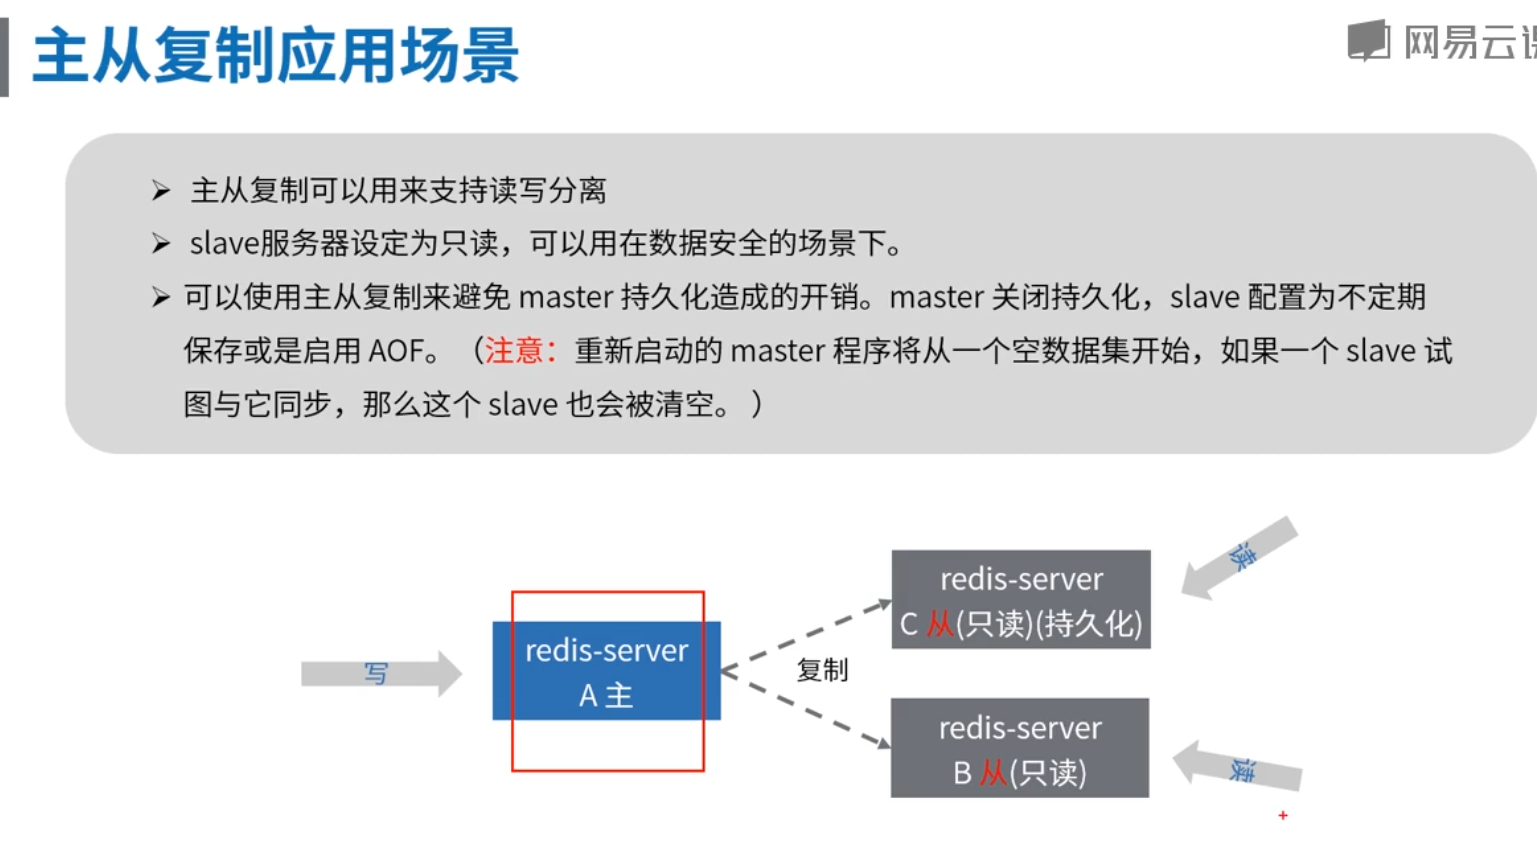 主从复制应用场景
网易云课
➢ 主从复制可以用来支持读写分离
➢ slave服务器设定为只读，可以用在数据安全的场景下。
➢ 可以使用主从复制来避免 master 持久化造成的开销。master 关闭持久化，slave 配置为不定期
保存或是启用 AOF。（注意：重新启动的 master 程序将从一个空数据集开始，如果一个 slave 试
图与它同步，那么这个 slave 也会被清空。）
写
redis-server
A 主
复制
redis-server
C 从(只读)(持久化)
读
redis-server
B 从(只读)
读